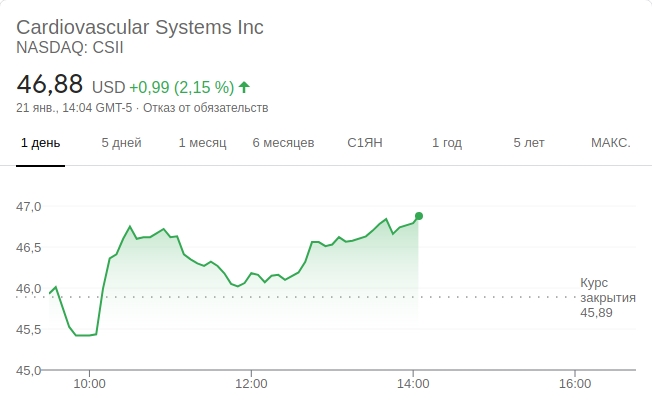 Cardiovascular Systems Inc
NASDAQ: CSII
46,88 USD +0,99 (2,15 %)
21 янв., 14:04 GMT-5 · Отказ от обязательств
1 день 5 дней 1 месяц 6 месяцев С1ЯН 1 год 5 лет МАКС.
47,0
46,5
46,0
45,5
45,0
Курс
закрытия
45,89
10:00 12:00 14:00 16:00